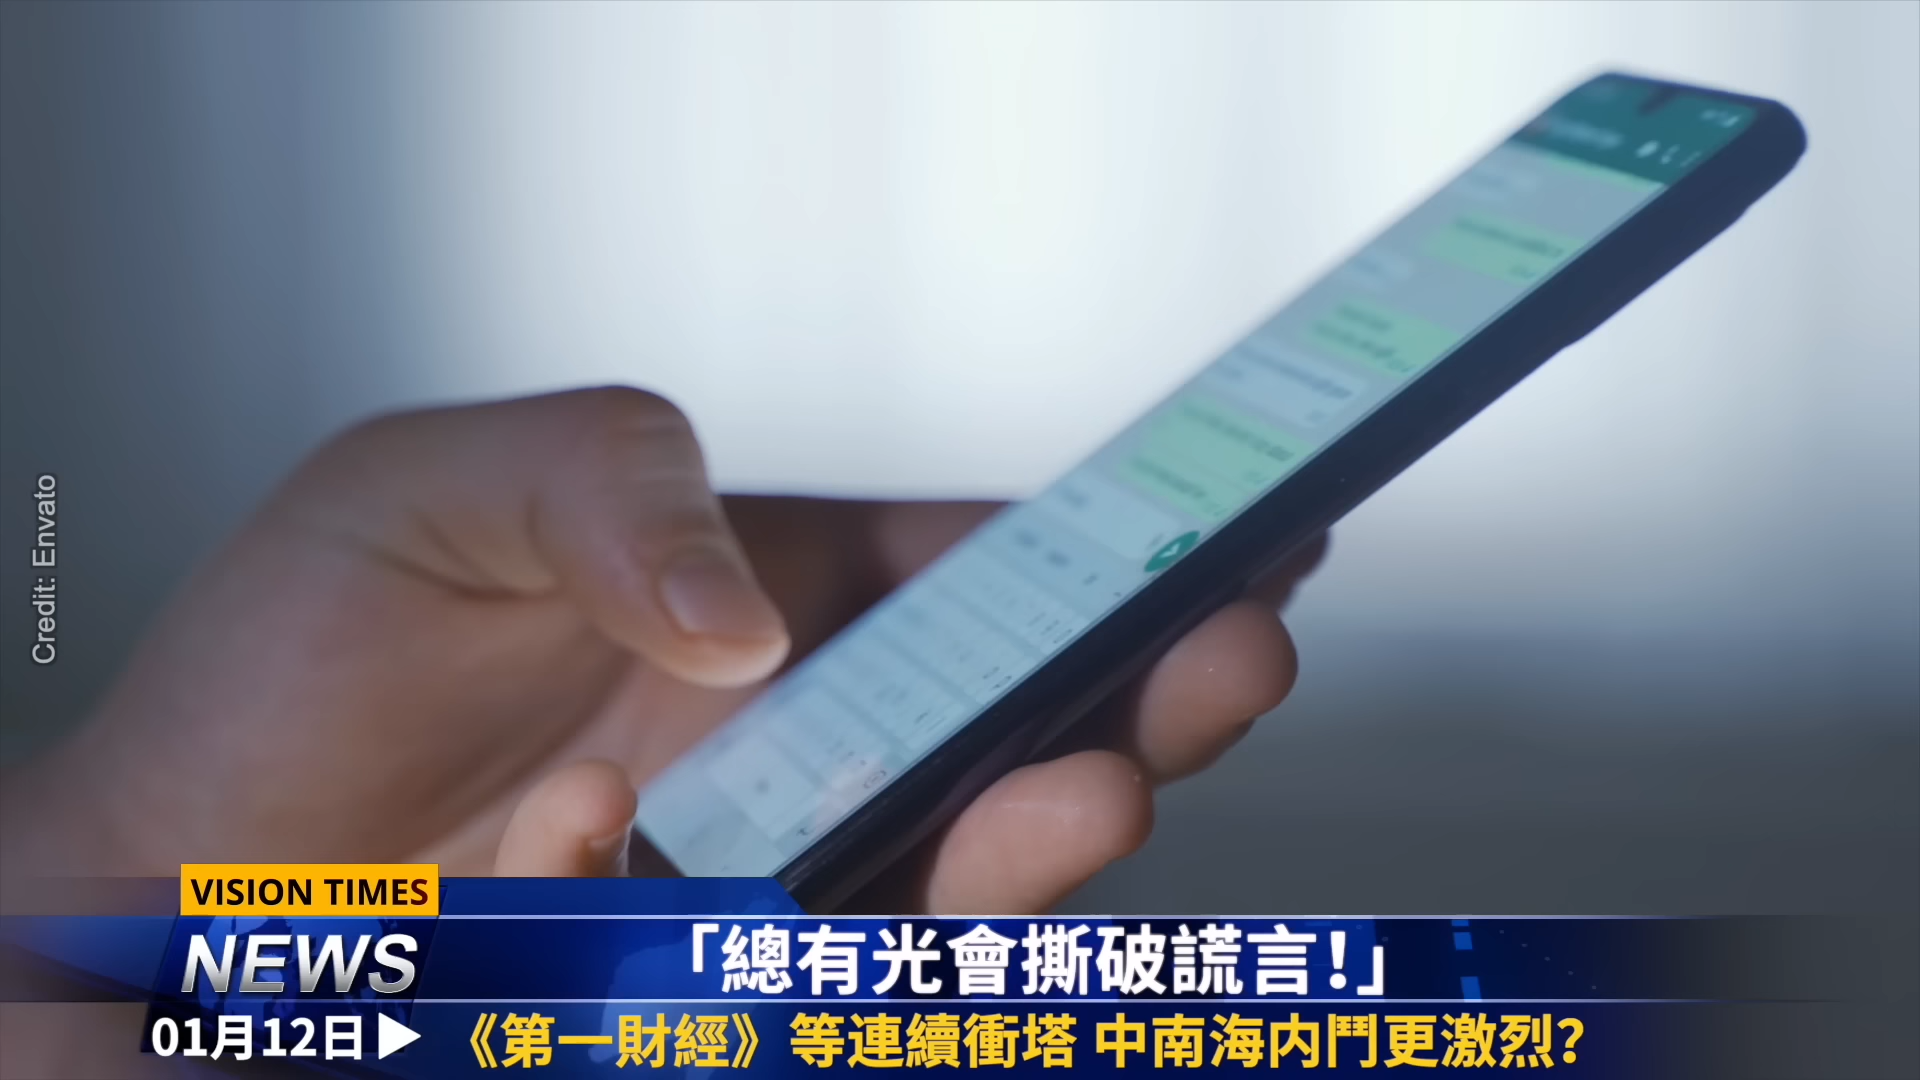 Credit: Envato
VISION TIMES
NEWS
「總有光會撕破謊言!」
01月12日
《第一財經》等連續衝塔 中南海内鬥更激烈?